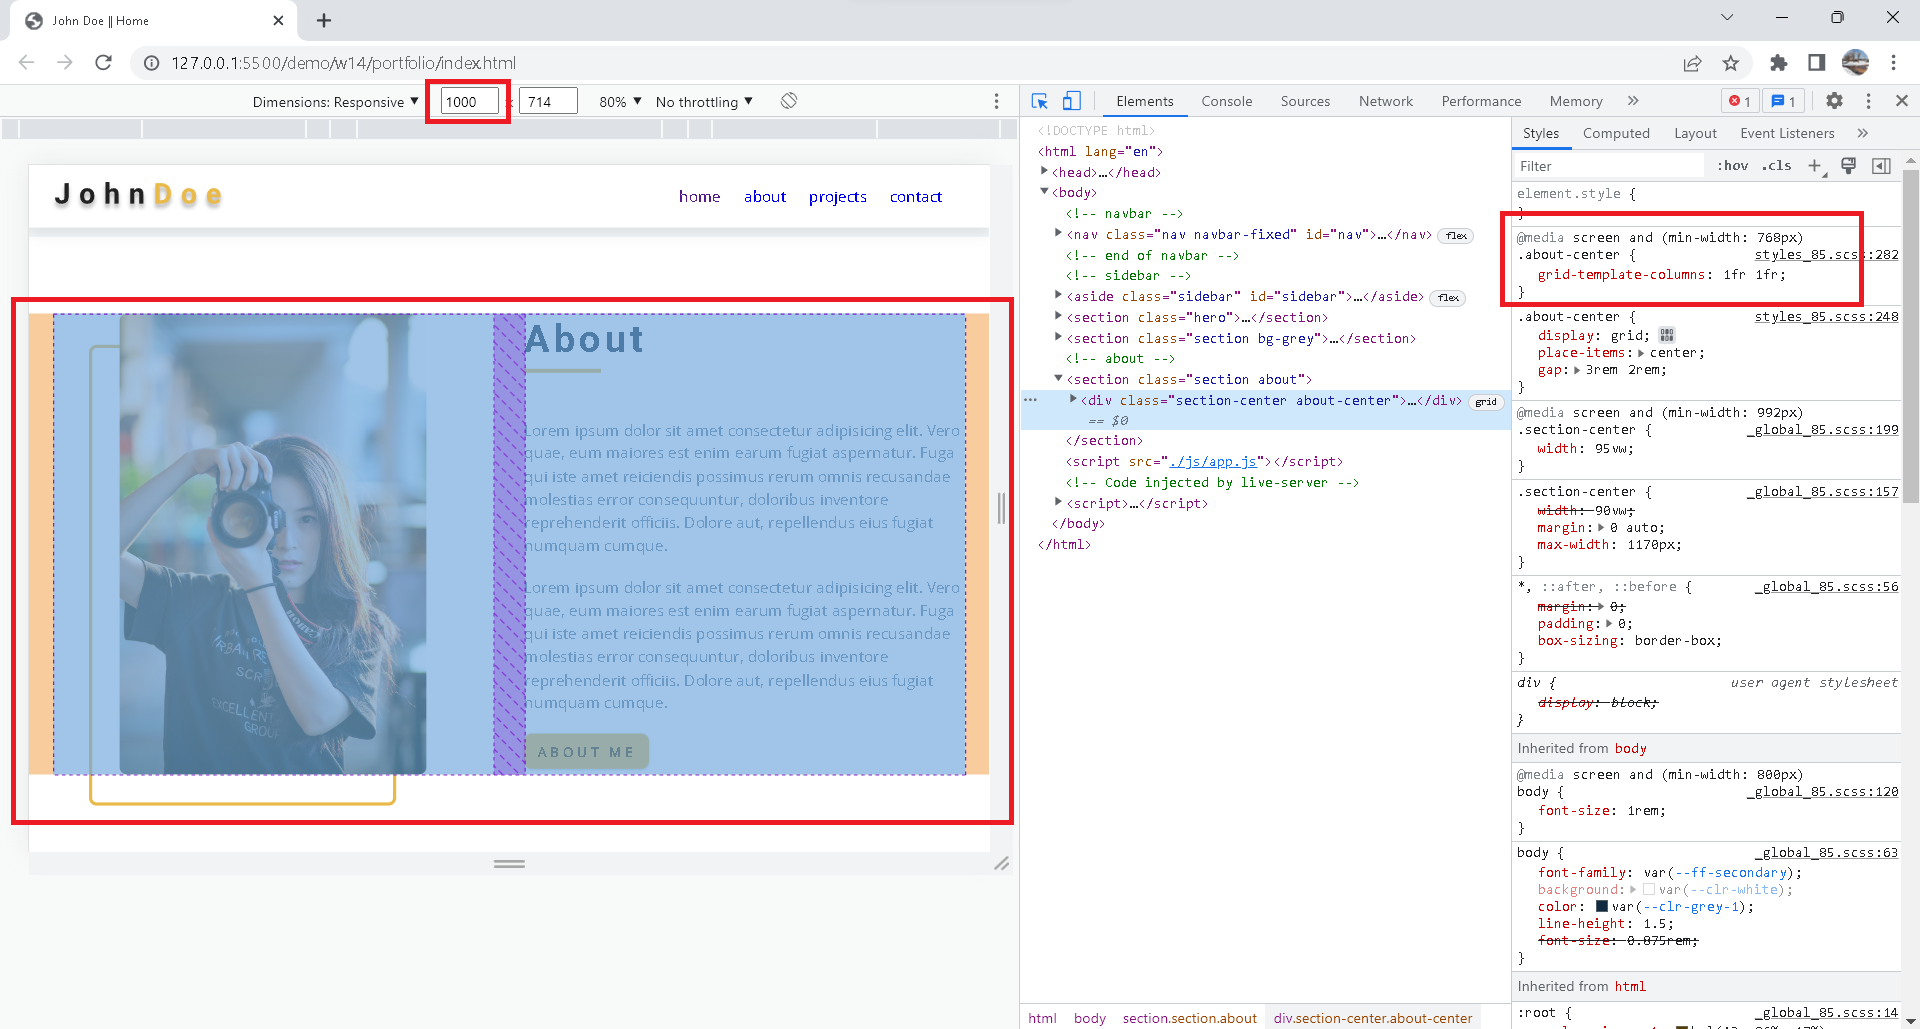 John Doe || Home
127.0.0.1:5500/demo/w14/portfolio/index.html
Dimensions: Responsive ▼ 1000 x 714 80% ▼ No throttling ▼
JohnDoe
home about projects contact
About
Lorem ipsum dolor sit amet consectetur adipisicing elit. Vero
quae, eum maiores est enim earum fugiat aspernatur. Fuga
qui iste amet reiciendis possimus rerum omnis recusandae
molestias error consequuntur, doloribus inventore
reprehenderit officiis. Dolore aut, repellendus eius fugiat
numquam cumque.
Lorem ipsum dolor sit amet consectetur adipisicing elit. Vero
quae, eum maiores est enim earum fugiat aspernatur. Fuga
qui iste amet reiciendis possimus rerum omnis recusandae
molestias error consequuntur, doloribus inventore
reprehenderit officiis. Dolore aut, repellendus eius fugiat
numquam cumque.
ABOUT ME
EXCELLENT
GROUP
Elements Console Sources Network Performance Memory » 1 1
<!DOCTYPE html>
<html lang="en">
<head>…</head>
<body>
<!-- navbar -->
<nav class="nav navbar-fixed" id="nav">…</nav> flex
<!-- end of navbar -->
<!-- sidebar -->
<aside class="sidebar" id="sidebar">…</aside> flex
<section class="hero">…</section>
<section class="section bg-grey">…</section>
<!-- about -->
<section class="section about">
<div class="section-center about-center">…</div> grid
== $0
</section>
<script src="./js/app.js"></script>
<!-- Code injected by live-server -->
<script>…</script>
</body>
</html>
html body section.section.about div.section-center.about-center
Styles Computed Layout Event Listeners »
Filter :hov .cls +
element.style {
}
@media screen and (min-width: 768px)
.about-center { styles_85.scss:282
grid-template-columns: 1fr 1fr;
}
.about-center { styles_85.scss:248
display: grid;
place-items: center;
gap: 3rem 2rem;
}
@media screen and (min-width: 992px)
.section-center { _global_85.scss:199
width: 95vw;
}
.section-center { _global_85.scss:157
width: 90vw;
margin: 0 auto;
max-width: 1170px;
}
*, ::after, ::before { _global_85.scss:56
margin: 0;
padding: 0;
box-sizing: border-box;
}
div { user agent stylesheet
display: block;
}
Inherited from body
@media screen and (min-width: 800px)
body { _global_85.scss:120
font-size: 1rem;
}
body { _global_85.scss:63
font-family: var(--ff-secondary);
background: var(--clr-white);
color: var(--clr-grey-1);
line-height: 1.5;
font-size: 0.875rem;
}
Inherited from html
:root { _global_85.scss:14